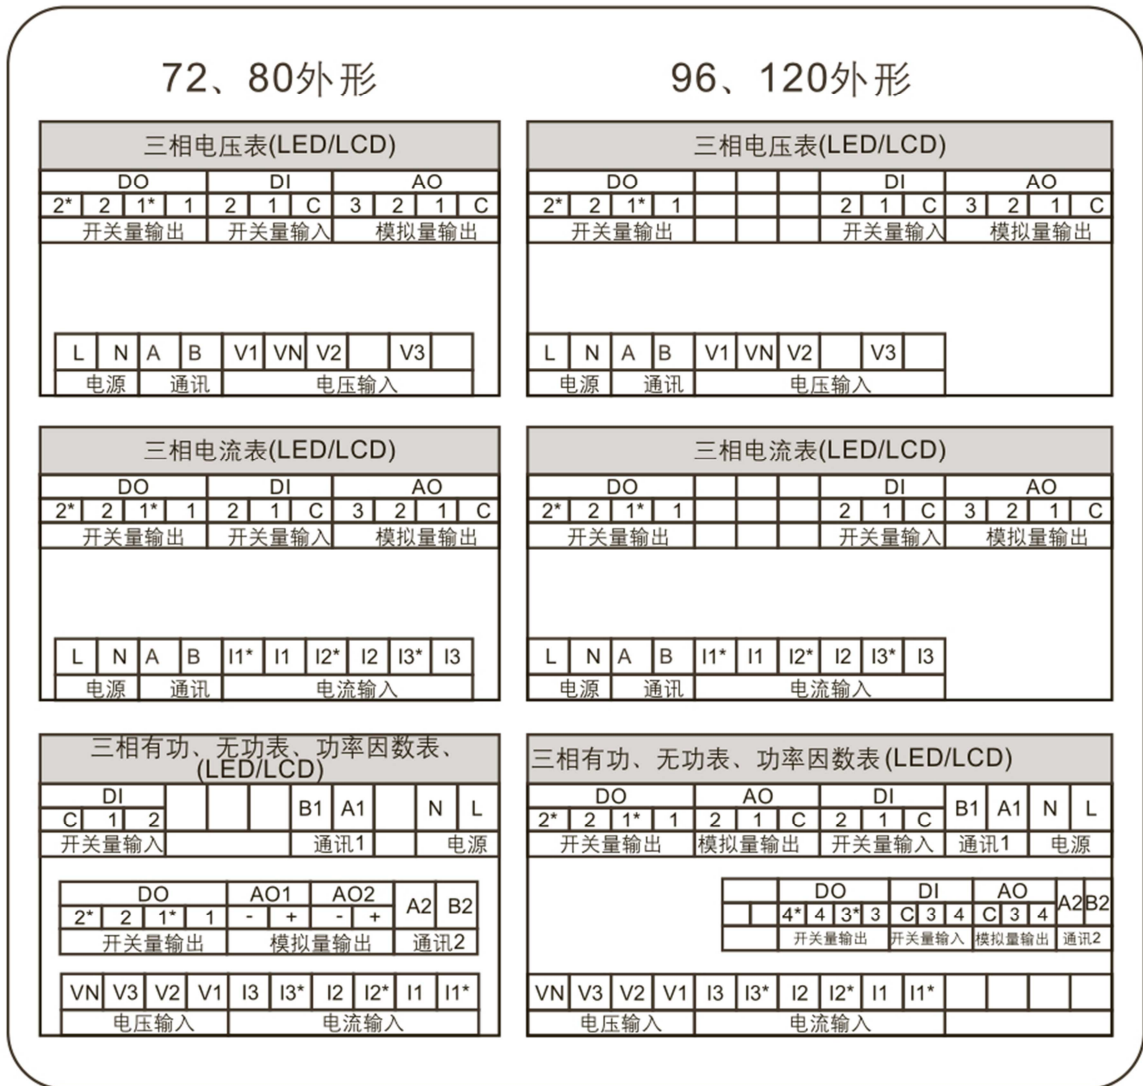 72、80外形
三相电压表(LED/LCD)
DO DI AO
2* 2 1* 1 2 1 C 3 2 1 C
开关量输出 开关量输入 模拟量输出
L N A B V1 VN V2 V3
电源 通讯 电压输入
三相电流表(LED/LCD)
DO DI AO
2* 2 1* 1 2 1 C 3 2 1 C
开关量输出 开关量输入 模拟量输出
L N A B I1* I1 I2* I2 I3* I3
电源 通讯 电流输入
三相有功、无功表、功率因数表、
(LED/LCD)
DI B1 A1 N L
C 1 2
开关量输入 通讯1 电源
DO AO1 AO2 A2 B2
2* 2 1* 1 - + - +
开关量输出 模拟量输出 通讯2
VN V3 V2 V1 I3 I3* I2 I2* I1 I1*
电压输入 电流输入
96、120外形
三相电压表(LED/LCD)
DO DI AO
2* 2 1* 1 2 1 C 3 2 1 C
开关量输出 开关量输入 模拟量输出
L N A B V1 VN V2 V3
电源 通讯 电压输入
三相电流表(LED/LCD)
DO DI AO
2* 2 1* 1 2 1 C 3 2 1 C
开关量输出 开关量输入 模拟量输出
L N A B I1* I1 I2* I2 I3* I3
电源 通讯 电流输入
三相有功、无功表、功率因数表(LED/LCD)
DO AO DI B1 A1 N L
2* 2 1* 1 2 1 C 2 1 C
开关量输出 模拟量输出 开关量输入 通讯1 电源
DO DI AO A2 B2
4* 4 3* 3 C 3 4 C 3 4
开关量输出 开关量输入 模拟量输出 通讯2
VN V3 V2 V1 I3 I3* I2 I2* I1 I1*
电压输入 电流输入